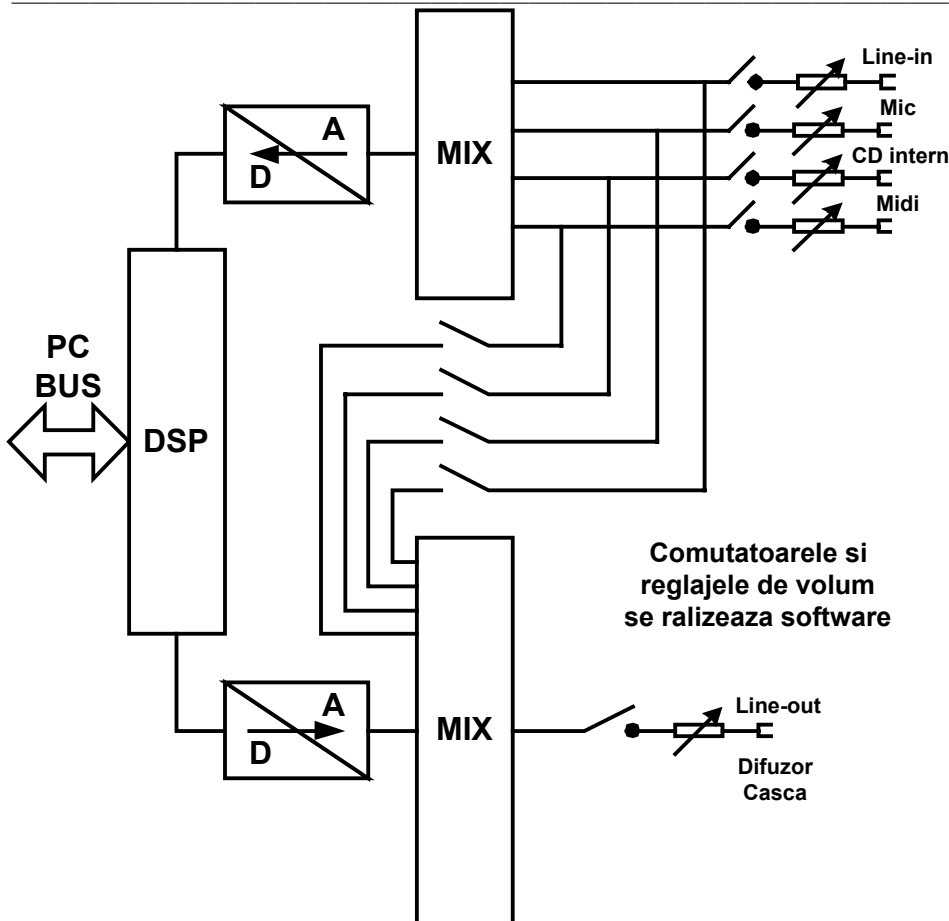 Line-in
Mic
CD intern
Midi
A
D
MIX
PC
BUS
DSP
Comutatoarele si
reglajele de volum
se ralizeaza software
A
D
MIX
Line-out
Difuzor
Casca